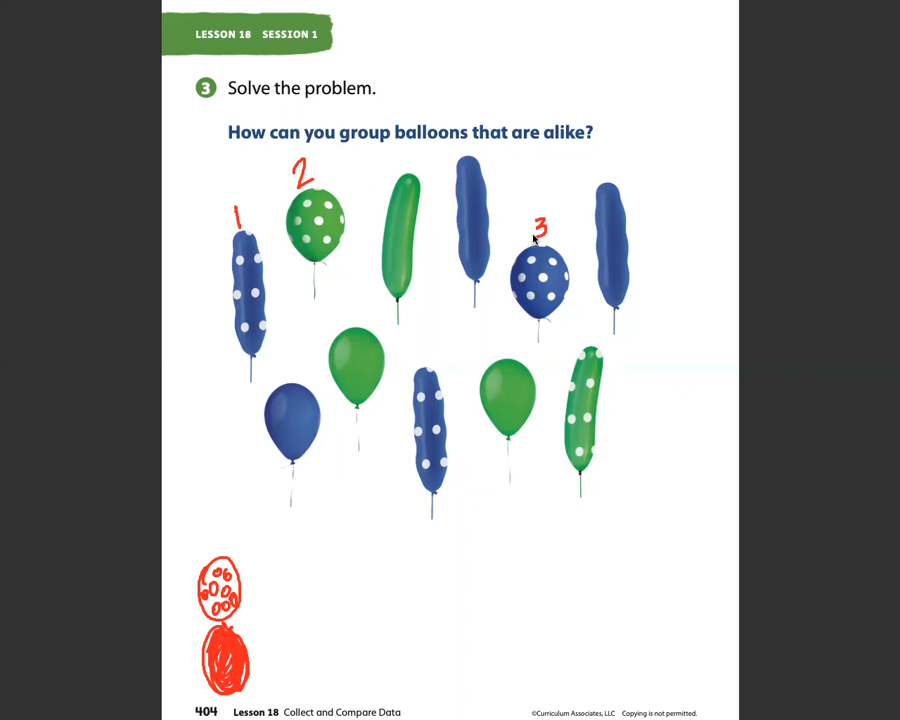 LESSON 18 SESSION 1
3 Solve the problem.
How can you group balloons that are alike?
2
1
3
404 Lesson 18 Collect and Compare Data
©Curriculum Associates, LLC Copying is not permitted.